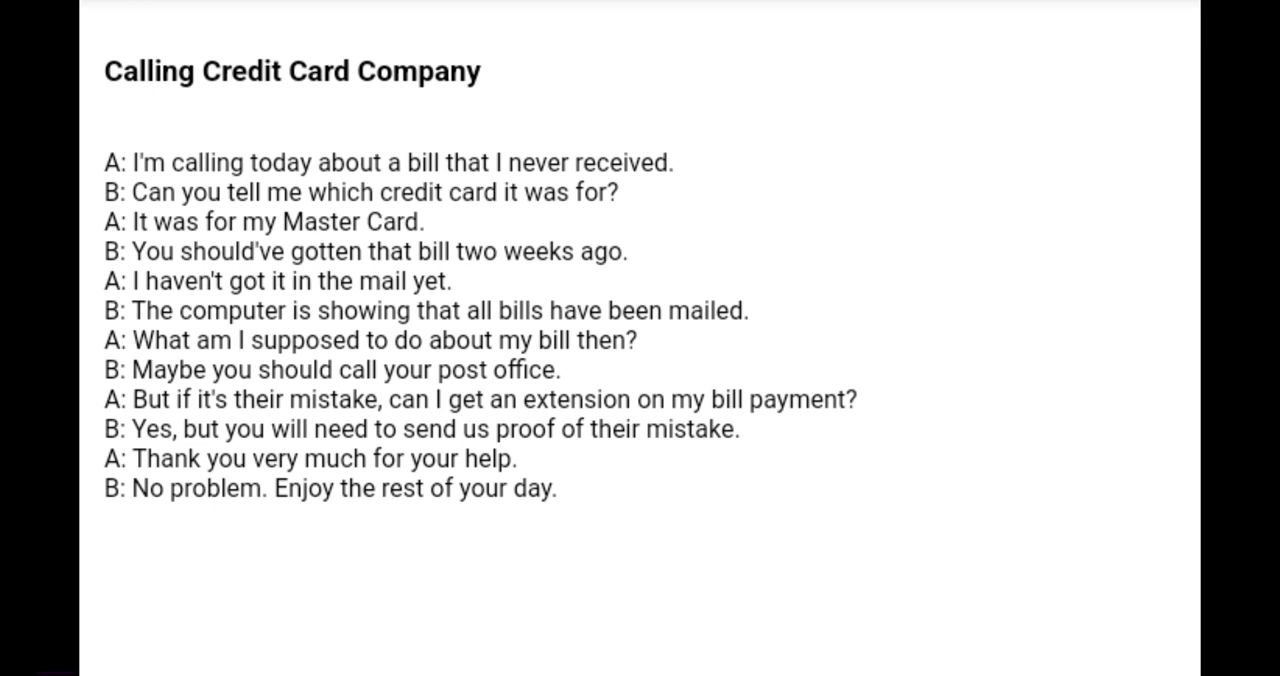 Calling Credit Card Company
A: I'm calling today about a bill that I never received.
B: Can you tell me which credit card it was for?
A: It was for my Master Card.
B: You should've gotten that bill two weeks ago.
A: I haven't got it in the mail yet.
B: The computer is showing that all bills have been mailed.
A: What am I supposed to do about my bill then?
B: Maybe you should call your post office.
A: But if it's their mistake, can I get an extension on my bill payment?
B: Yes, but you will need to send us proof of their mistake.
A: Thank you very much for your help.
B: No problem. Enjoy the rest of your day.